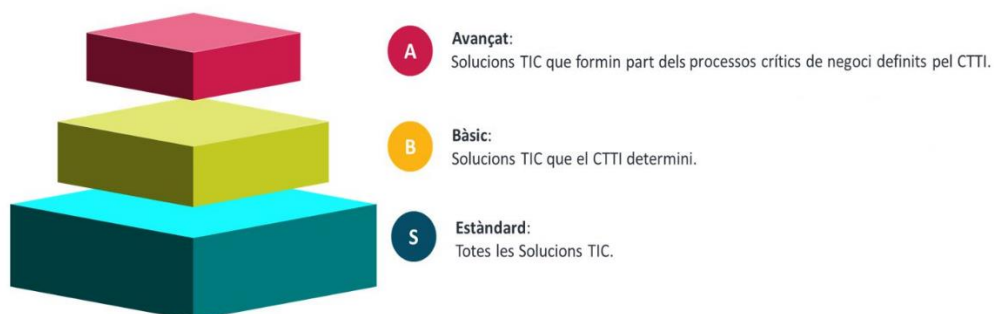 A
Avançat:
Solucions TIC que formin part dels processos crítics de negoci definits pel CTTI.
B
Bàsic:
Solucions TIC que el CTTI determini.
S
Estàndard:
Totes les Solucions TIC.